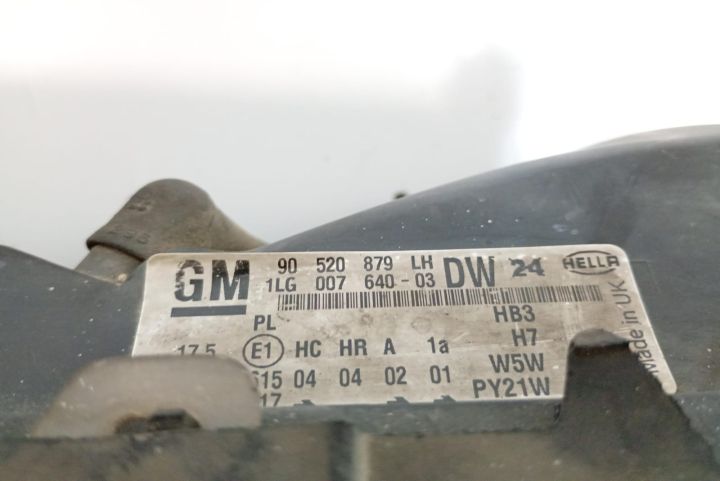 GM 90 520 879 LH DW 24 HELLA
1LG 007 640-03
PL HB3
17.5 E1 HC HR A 1a H7
615 04 04 02 01 W5W
17 PY21W
Made in UK